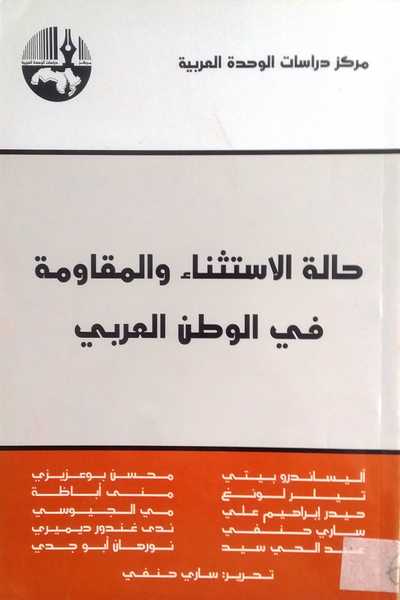 مركز دراسات الوحدة العربية
حالة الاستثناء والمقاومة
في الوطن العربي
أليساندرو بيتي
تيلر لونغ
حيدر إبراهيم علي
ساري حنفي
عبد الحي سيد
محسن بوعزيزي
منى أباظة
مي الجيوسي
ندى غندور ديميري
نورهان أبو جدي
تحرير: ساري حنفي